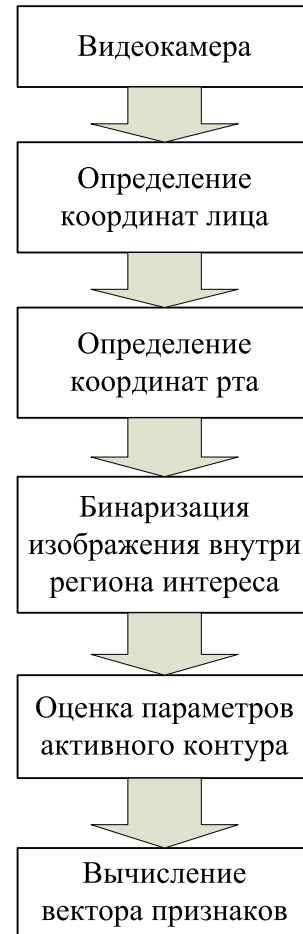 Видеокамера
Определение
координат лица
Определение
координат рта
Бинаризация
изображения внутри
региона интереса
Оценка параметров
активного контура
Вычисление
вектора признаков